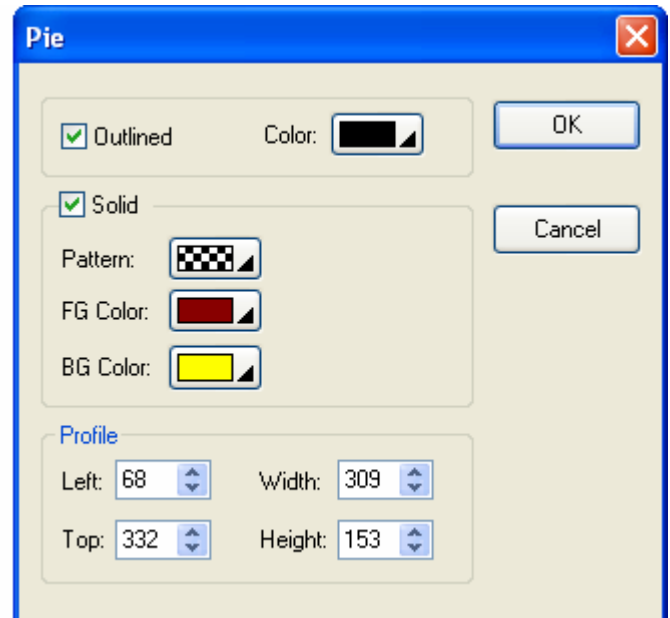 Pie
Outlined Color: OK
Solid Cancel
Pattern:
FG Color:
BG Color:
Profile
Left: 68 Width: 309
Top: 332 Height: 153